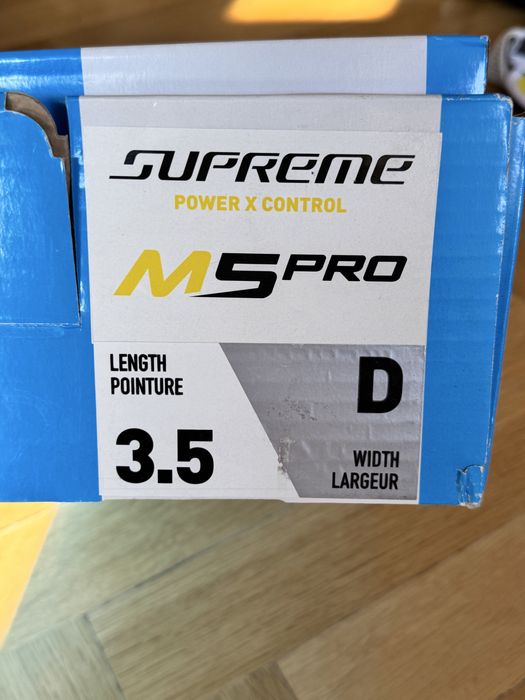 SUPREME
POWER X CONTROL
M5PRO
LENGTH
POINTURE
3.5
D
WIDTH
LARGEUR